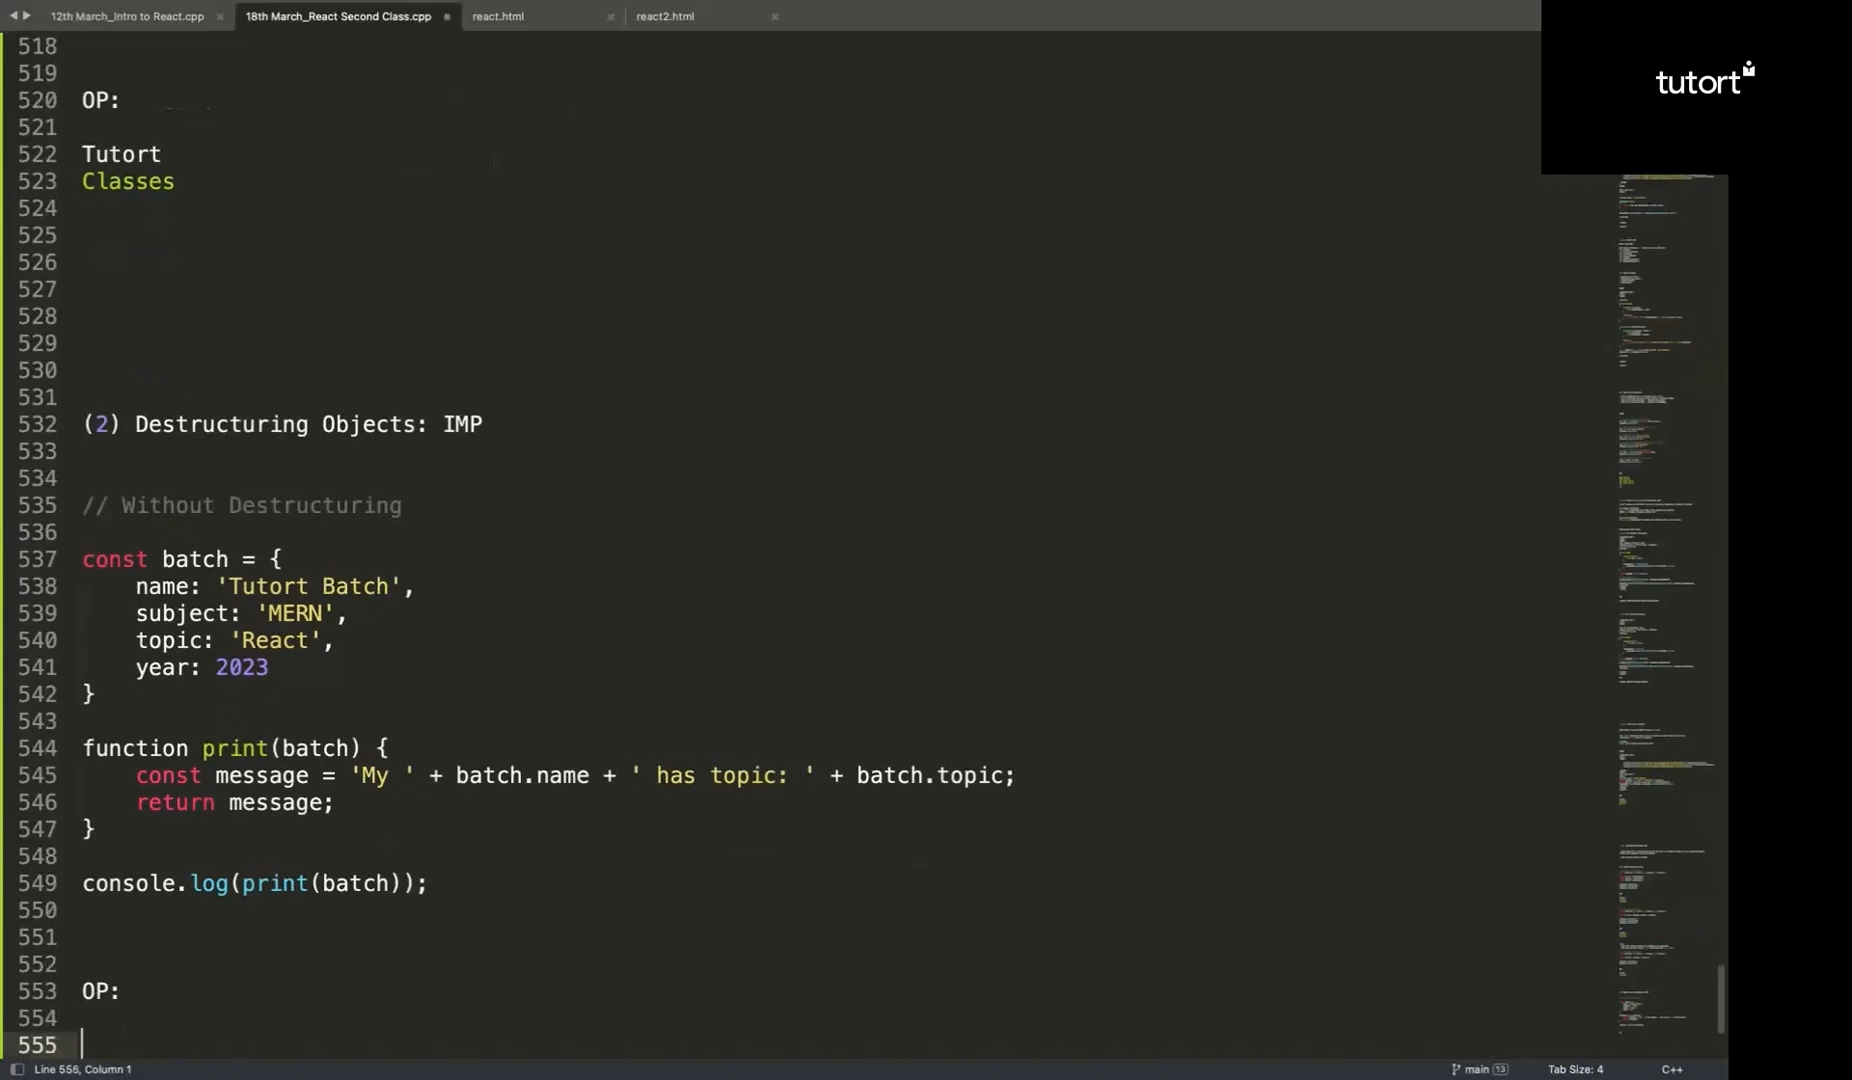 12th March_Intro to React.cpp
18th March_React Second Class.cpp
react.html
react2.html
tutort
518
519
520 OP:
521
522 Tutort
523 Classes
524
525
526
527
528
529
530
531
532 (2) Destructuring Objects: IMP
533
534
535 // Without Destructuring
536
537 const batch = {
538 name: 'Tutort Batch',
539 subject: 'MERN',
540 topic: 'React',
541 year: 2023
542 }
543
544 function print(batch) {
545 const message = 'My ' + batch.name + ' has topic: ' + batch.topic;
546 return message;
547 }
548
549 console.log(print(batch));
550
551
552
553 OP:
554
555
Line 556, Column 1
main 13
Tab Size: 4
C++